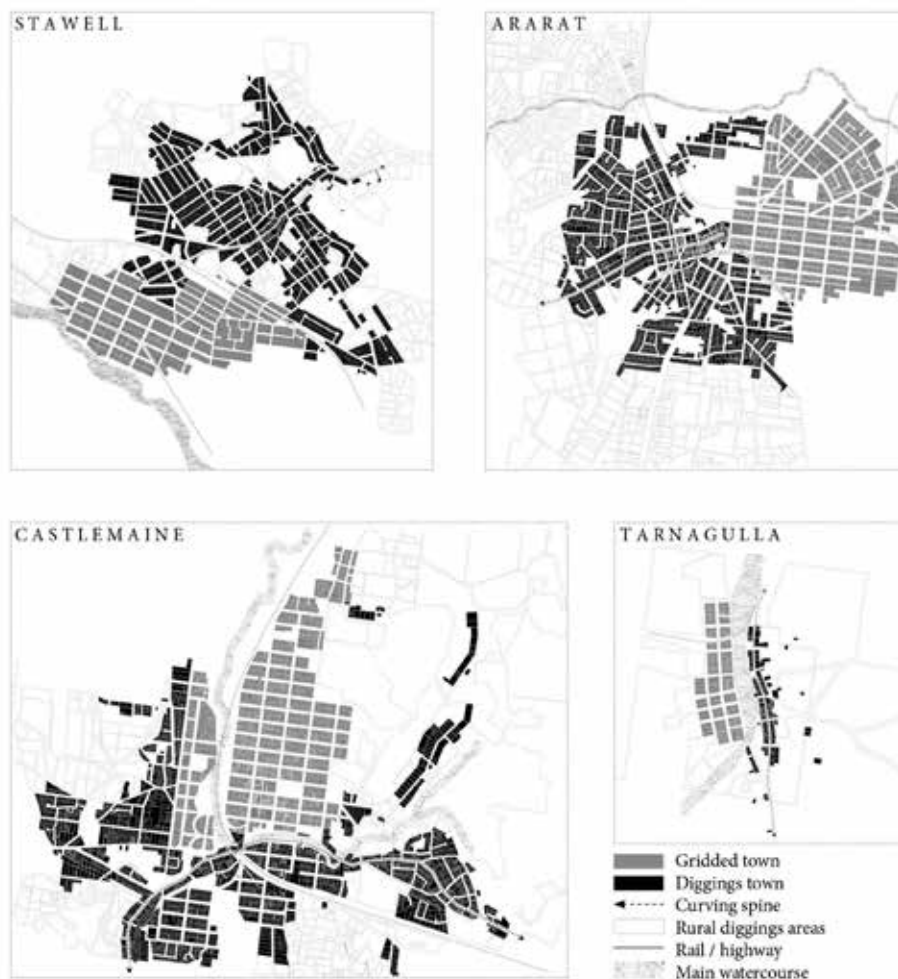 STAWELL
ARARAT
CASTLEMAINE
TARNAGULLA
Gridded town
Diggings town
Curving spine
Rural diggings areas
Rail / highway
Main watercourse